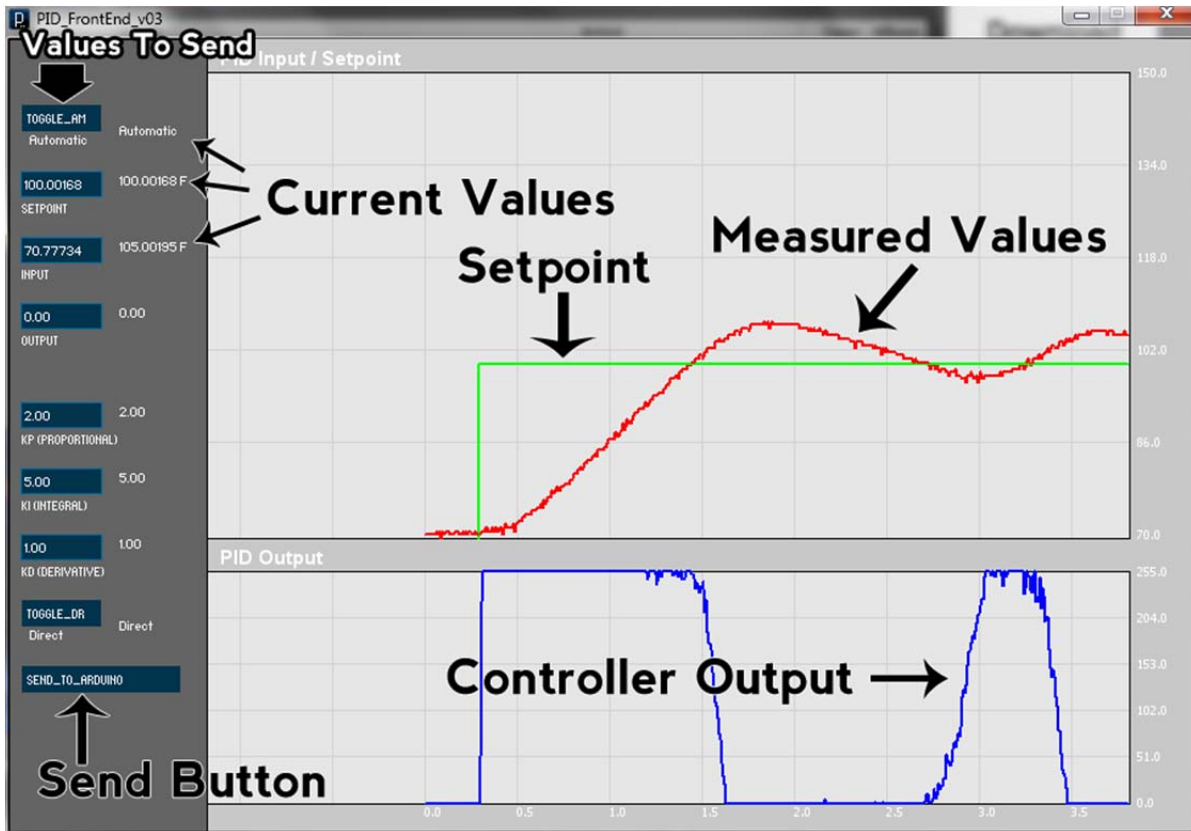 PID_FrontEnd_v03
Values To Send
PID Input / Setpoint
150.0
TOGGLE_AM
Automatic
Automatic
134.0
100.00168
100.00168 F
SETPOINT
Current Values
Measured Values
70.77734
105.00195 F
INPUT
Setpoint
118.0
0.00
0.00
OUTPUT
102.0
2.00
2.00
KP (PROPORTIONAL)
86.0
5.00
5.00
KI (INTEGRAL)
1.00
1.00
KD (DERIVATIVE)
70.0
PID Output
255.0
TOGGLE_DR
Direct
Direct
204.0
SEND_TO_ARDUINO
Controller Output
153.0
102.0
51.0
Send Button
0.0
0.0
0.5
1.0
1.5
2.0
2.5
3.0
3.5